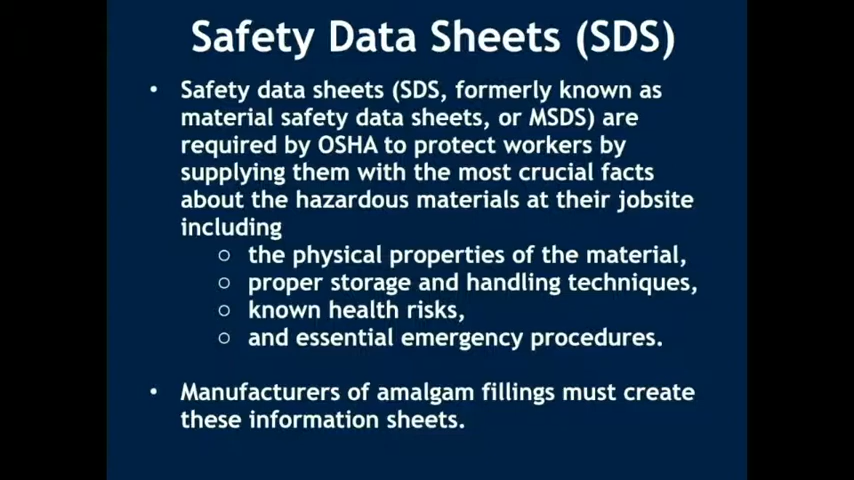 Safety Data Sheets (SDS)
• Safety data sheets (SDS, formerly known as
material safety data sheets, or MSDS) are
required by OSHA to protect workers by
supplying them with the most crucial facts
about the hazardous materials at their jobsite
including
○ the physical properties of the material,
○ proper storage and handling techniques,
○ known health risks,
○ and essential emergency procedures.
• Manufacturers of amalgam fillings must create
these information sheets.